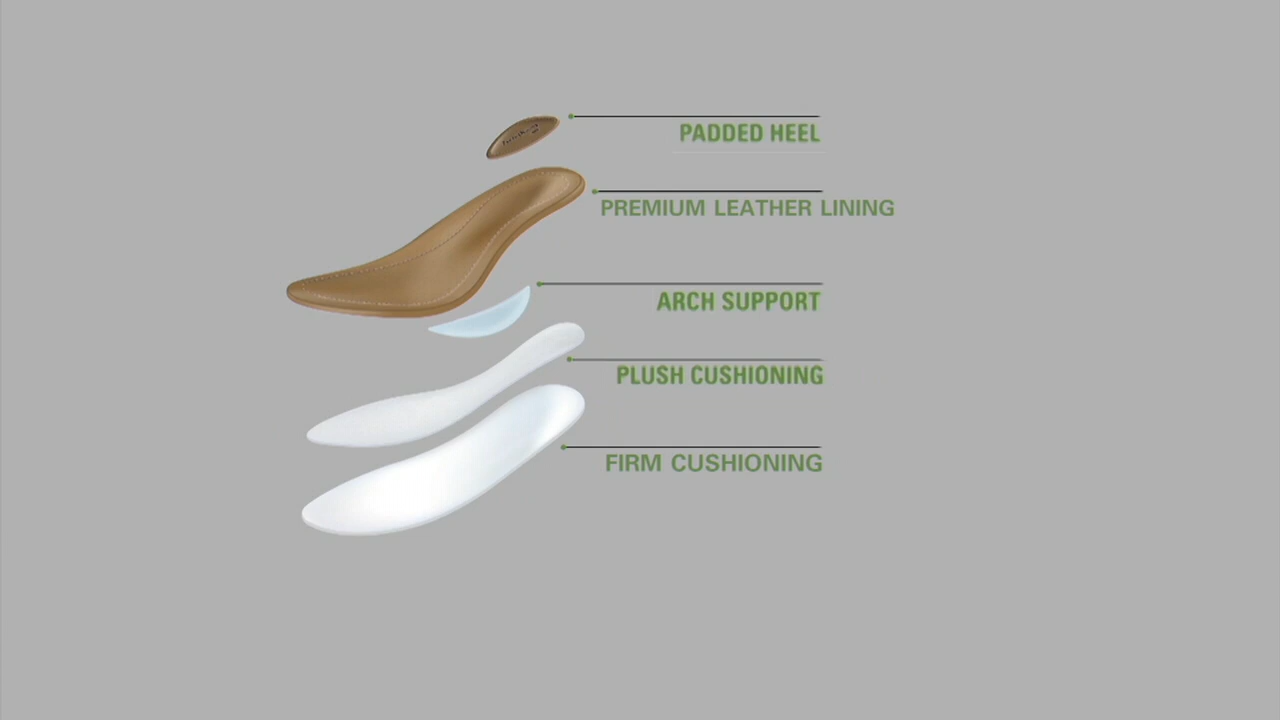 PADDED HEEL
PREMIUM LEATHER LINING
ARCH SUPPORT
PLUSH CUSHIONING
FIRM CUSHIONING